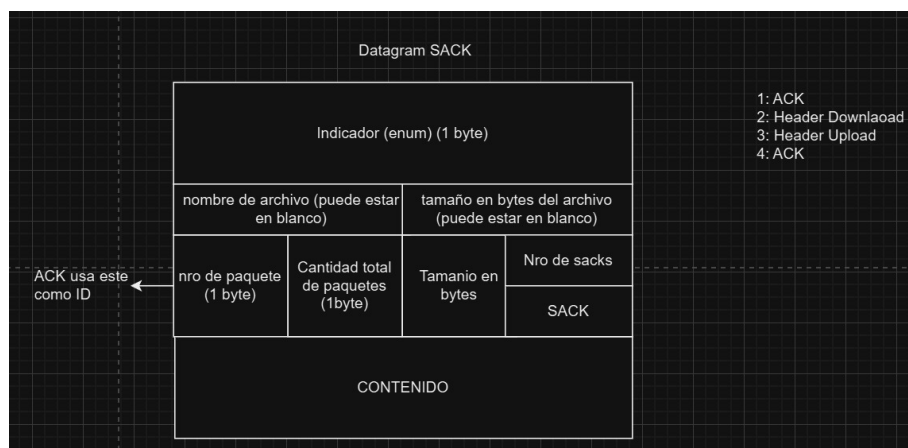 Datagram SACK
Indicador (enum) (1 byte)
1: ACK
2: Header Downlaoad
3: Header Upload
4: ACK
nombre de archivo (puede estar
en blanco)
tamaño en bytes del archivo
(puede estar en blanco)
ACK usa este
como ID
nro de paquete
(1 byte)
Cantidad total
de paquetes
(1byte)
Tamanio en
bytes
Nro de sacks
SACK
CONTENIDO